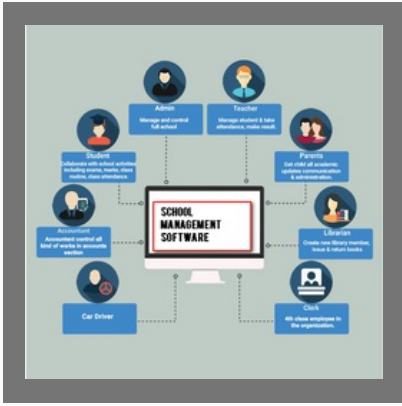 Admin
Manage and control
full school
Teacher
Manage student & take
attendance, make result.
Student
Collaborate with school activities
including exams, marks, class
routine, class attendance.
Parents
Get child all academic
updates communication
& administration.
SCHOOL
MANAGEMENT
SOFTWARE
Accountant
Accountant control all
kind of works in accounts
section
Librarian
Create new library member,
issue & return books
Car Driver
Clerk
4th class employee in
the organization.